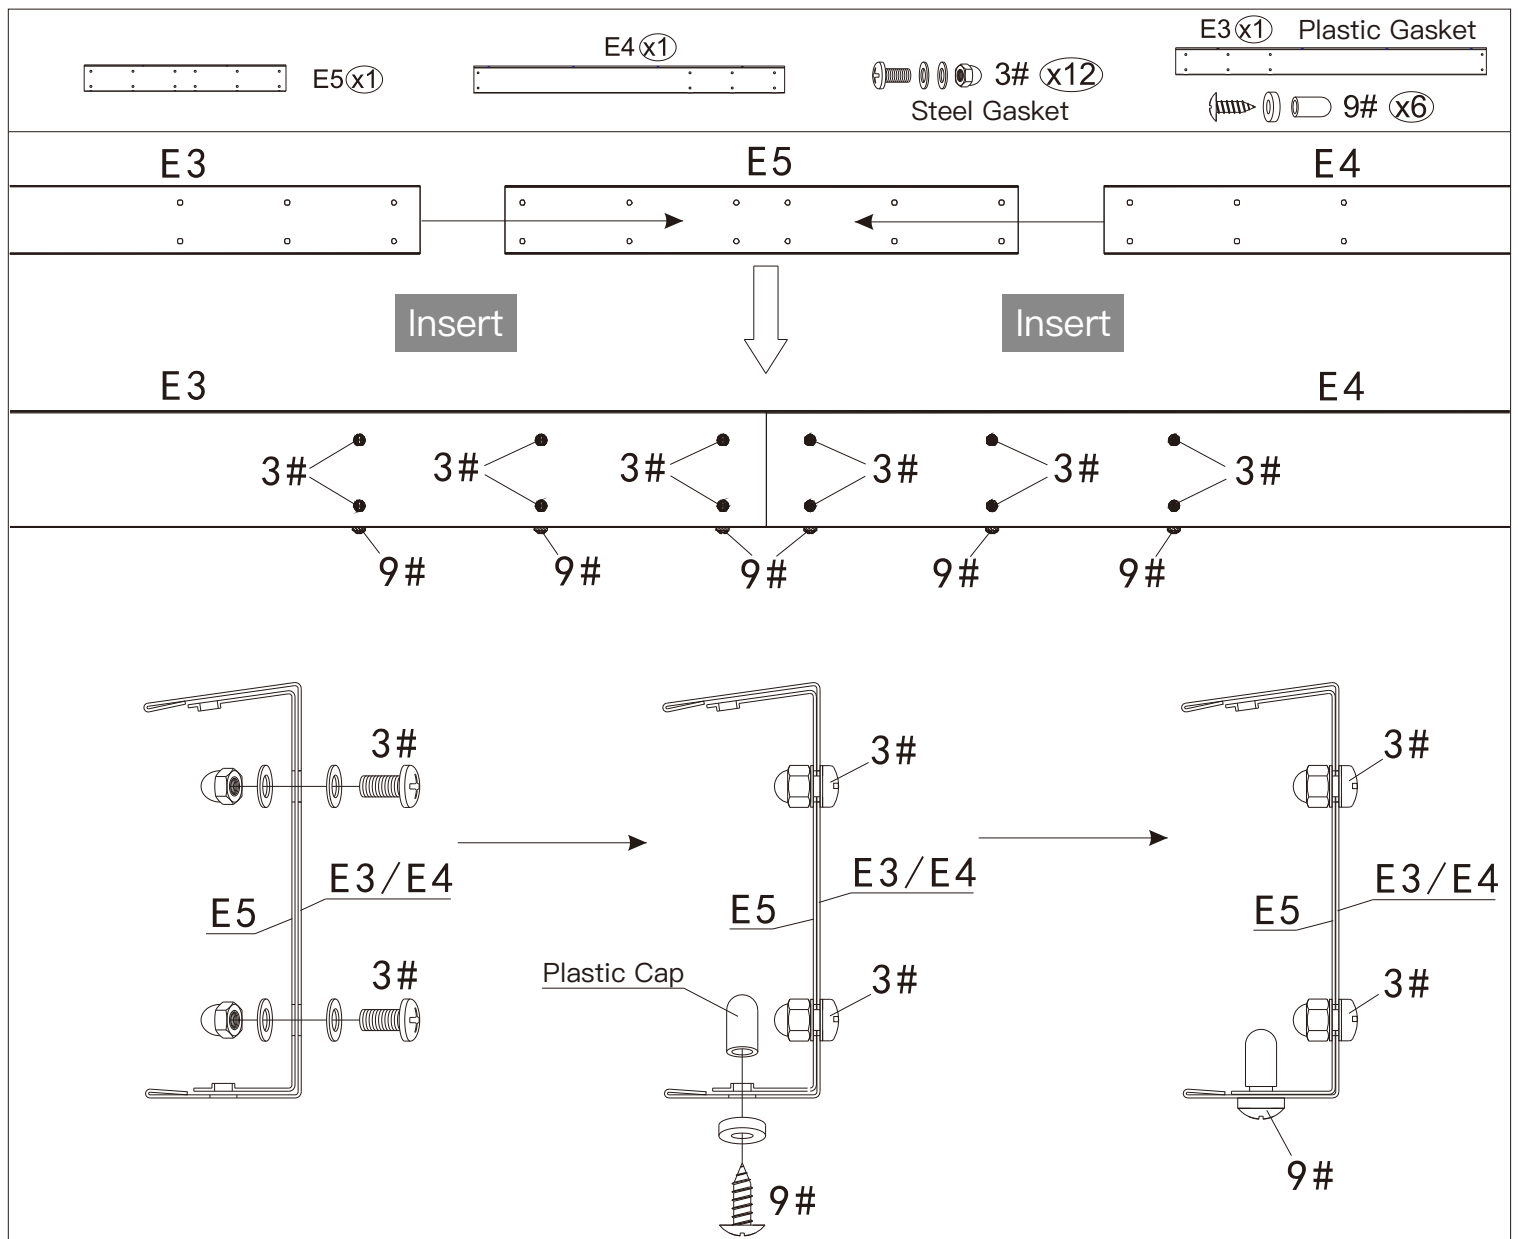 E5 x1
E4 x1
3# x12
Steel Gasket
E3 x1 Plastic Gasket
9# x6
E3 E5 E4
Insert Insert
E3 E4
3# 3# 3# 3# 3# 3#
9# 9# 9# 9# 9#
3#
E3/E4
E5
3#
3#
E3/E4
E5
Plastic Cap
3#
9#
3#
E3/E4
E5
3#
9#